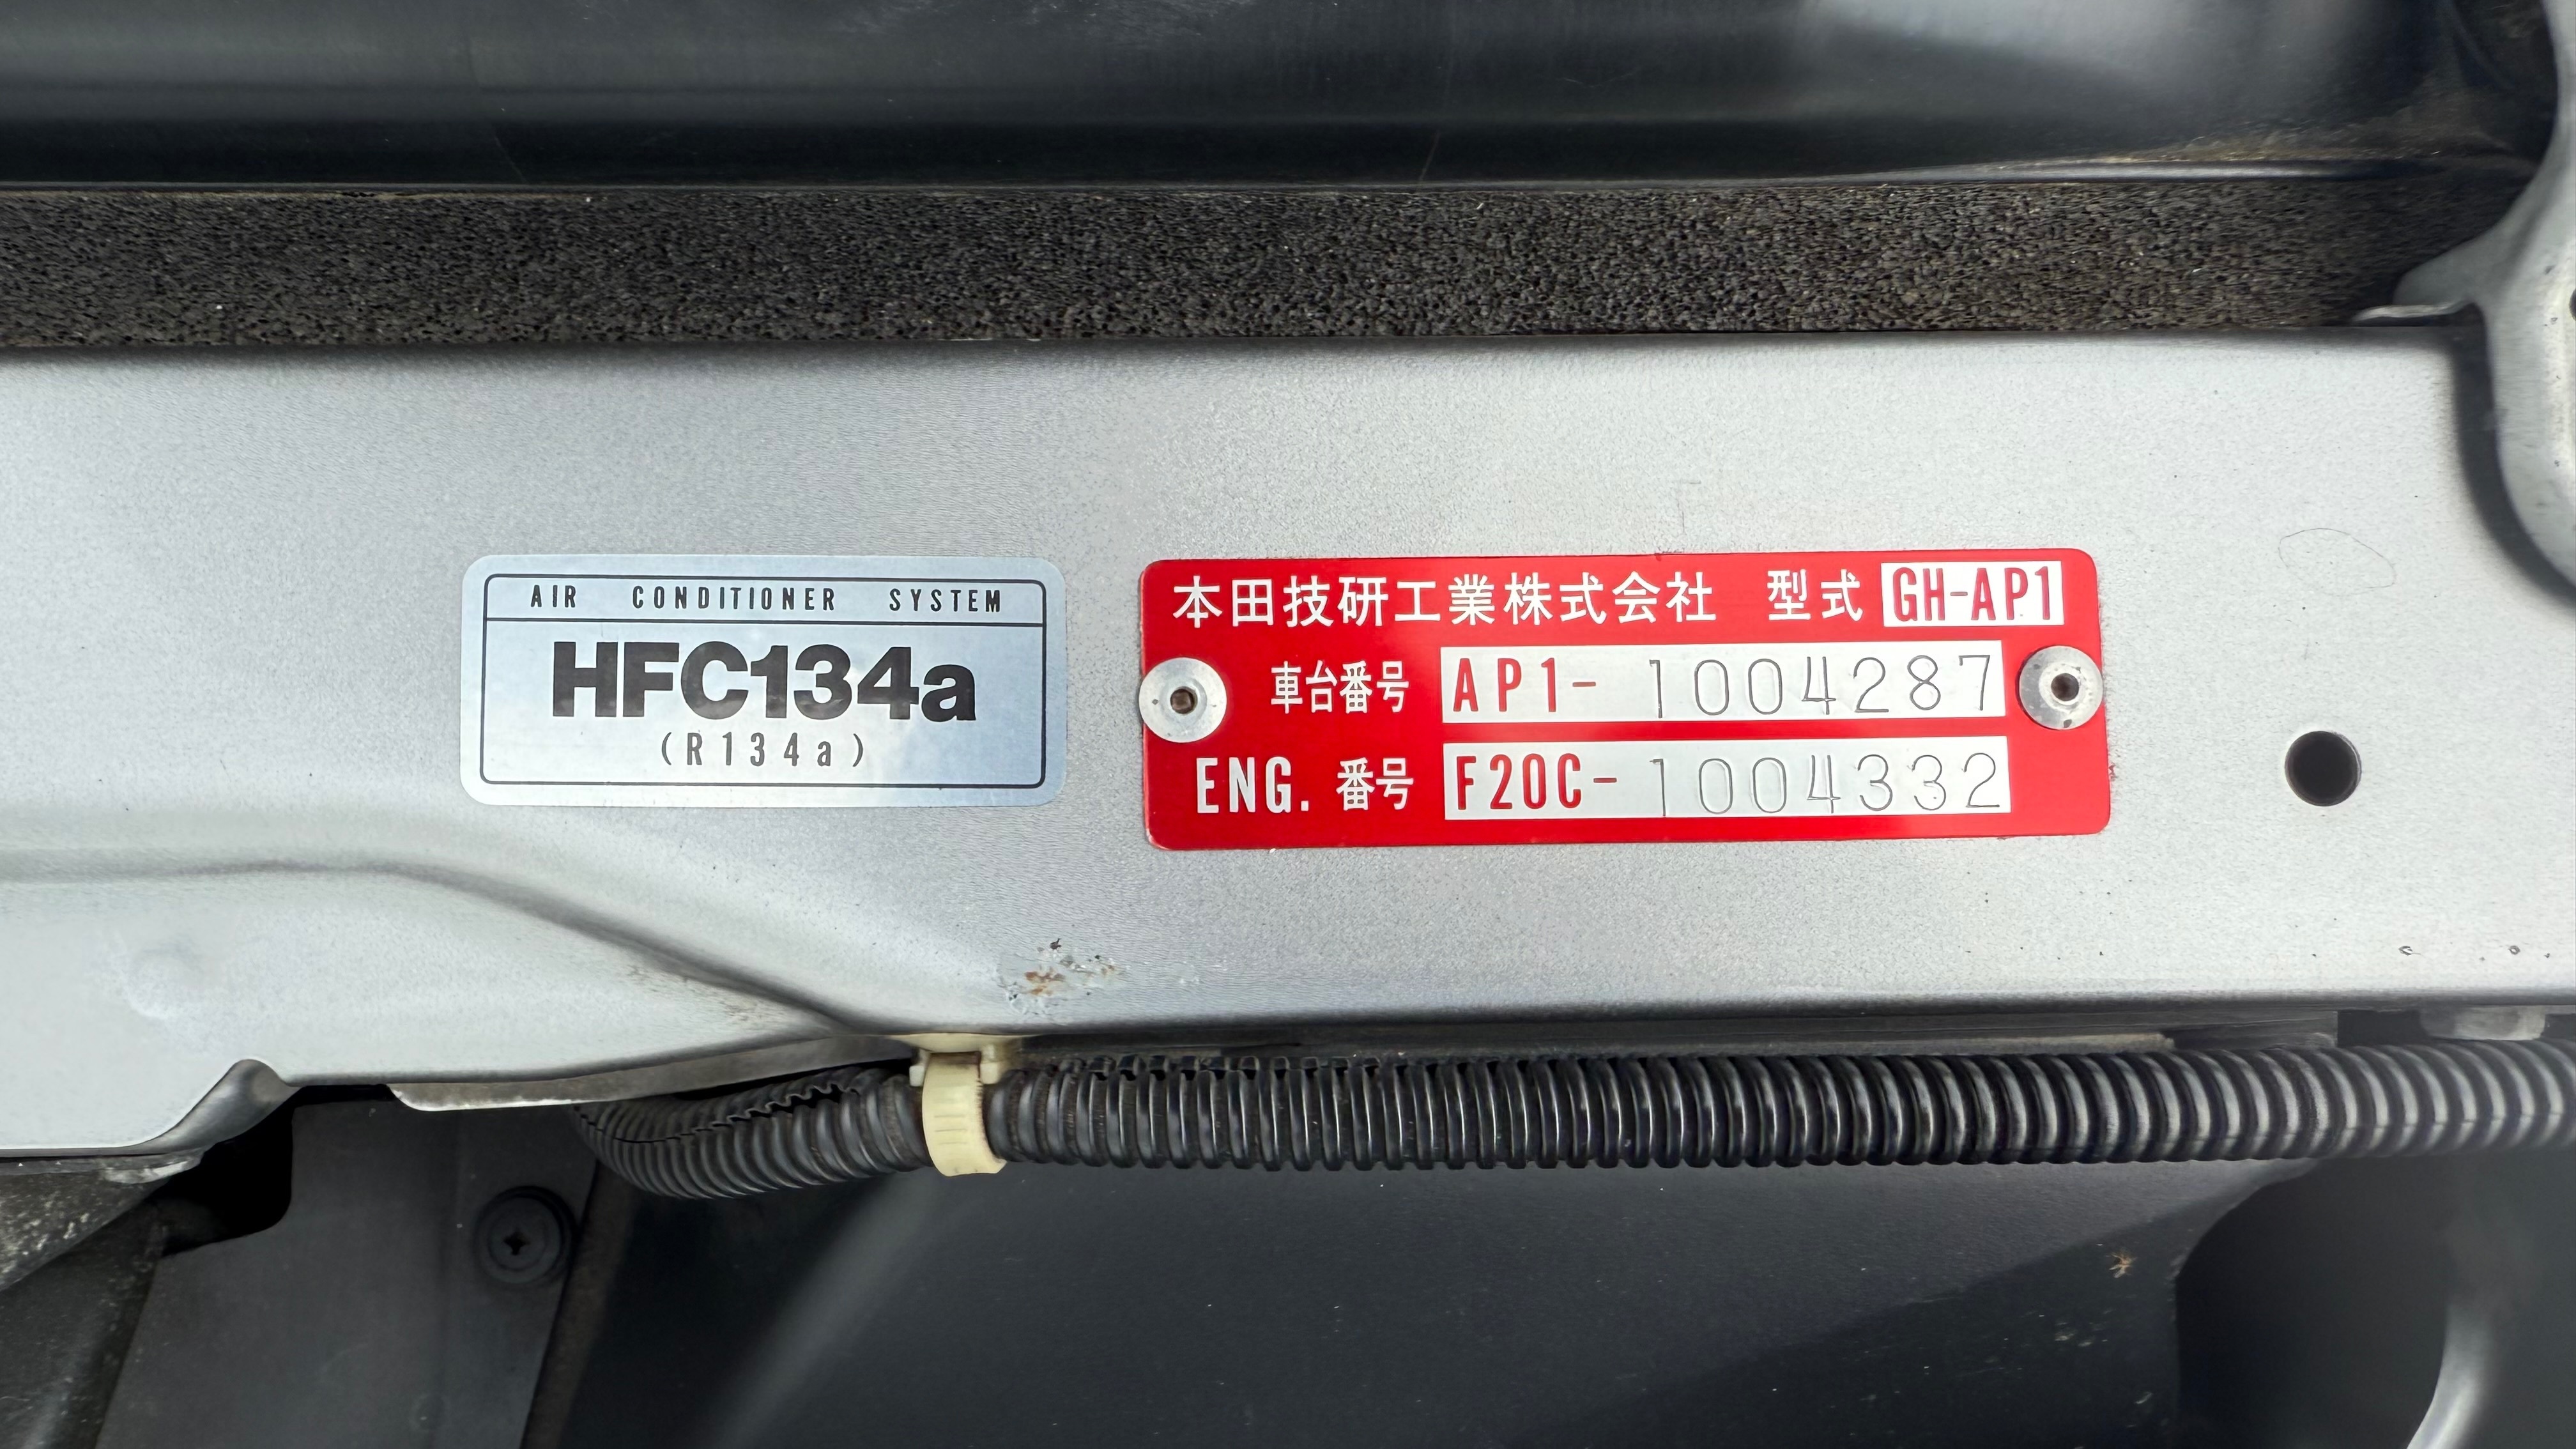 AIR CONDITIONER SYSTEM
HFC134a
(R134a)
本田技研工業株式会社 型式 GH-AP1
車台番号 AP1-1004287
ENG. 番号 F20C-1004332